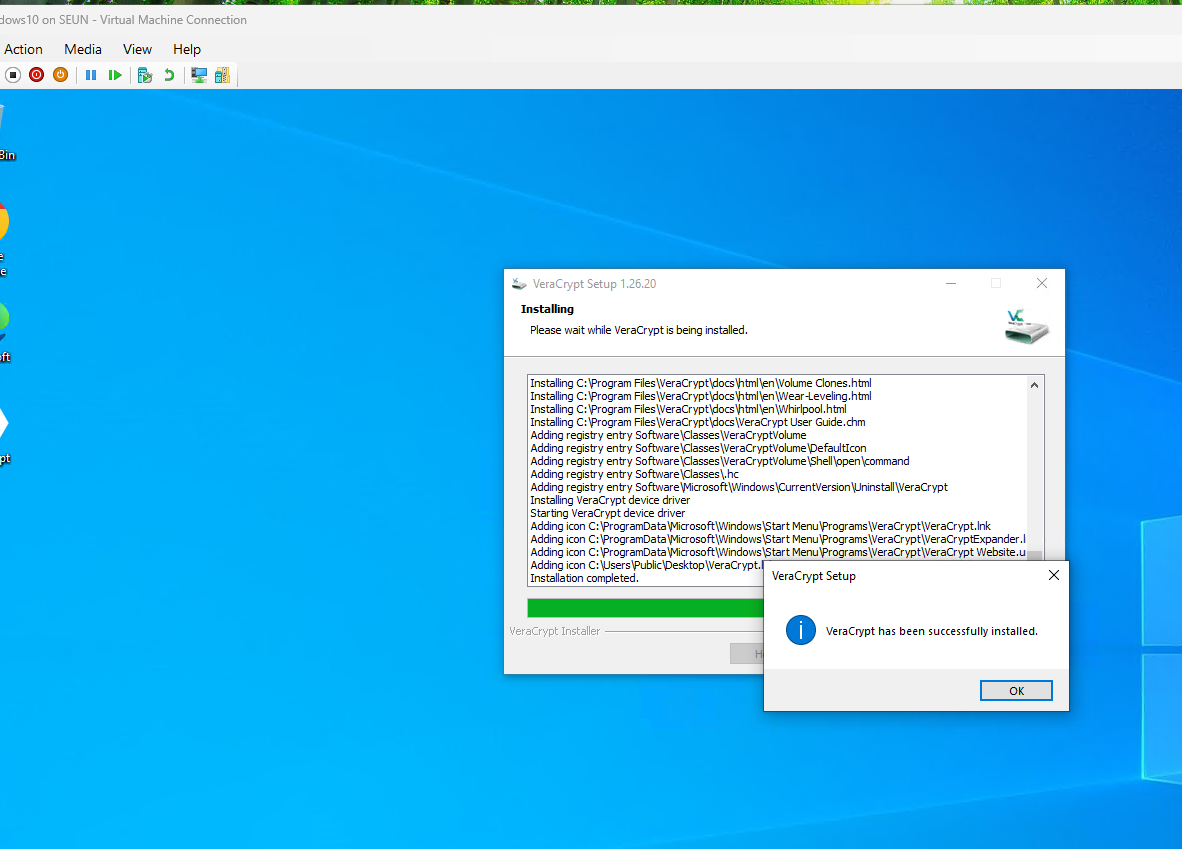 dows10 on SEUN - Virtual Machine Connection
Action Media View Help
Bin
e
e
oft
pt
VeraCrypt Setup 1.26.20
Installing
Please wait while VeraCrypt is being installed.
Installing C:\Program Files\VeraCrypt\docs\html\en\Volume Clones.html
Installing C:\Program Files\VeraCrypt\docs\html\en\Wear-Leveling.html
Installing C:\Program Files\VeraCrypt\docs\html\en\Whirlpool.html
Installing C:\Program Files\VeraCrypt\docs\VeraCrypt User Guide.chm
Adding registry entry Software\Classes\VeraCryptVolume
Adding registry entry Software\Classes\VeraCryptVolume\DefaultIcon
Adding registry entry Software\Classes\VeraCryptVolume\Shell\open\command
Adding registry entry Software\Classes\.hc
Adding registry entry Software\Microsoft\Windows\CurrentVersion\Uninstall\VeraCrypt
Installing VeraCrypt device driver
Starting VeraCrypt device driver
Adding icon C:\ProgramData\Microsoft\Windows\Start Menu\Programs\VeraCrypt\VeraCrypt.lnk
Adding icon C:\ProgramData\Microsoft\Windows\Start Menu\Programs\VeraCrypt\VeraCryptExpander.l
Adding icon C:\ProgramData\Microsoft\Windows\Start Menu\Programs\VeraCrypt\VeraCrypt Website.u
Adding icon C:\Users\Public\Desktop\VeraCrypt.l
Installation completed.
VeraCrypt Installer
H
VeraCrypt Setup
VeraCrypt has been successfully installed.
OK